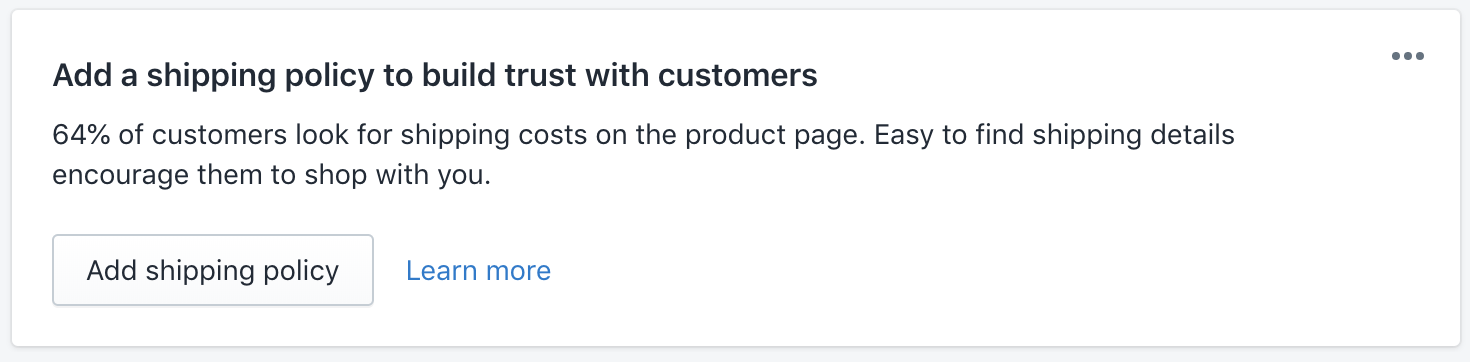 Add a shipping policy to build trust with customers
64% of customers look for shipping costs on the product page. Easy to find shipping details
encourage them to shop with you.
Add shipping policy
Learn more